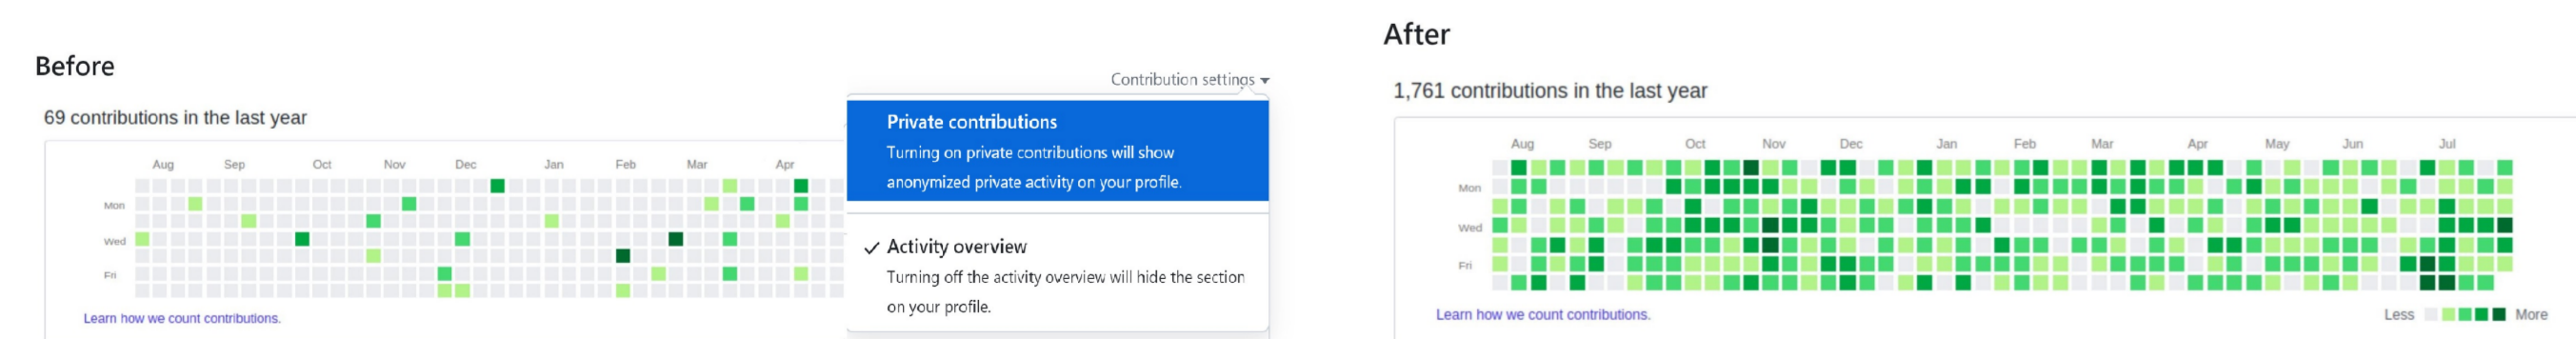 Before
69 contributions in the last year
Aug Sep Oct Nov Dec Jan Feb Mar Apr
Mon
Wed
Fri
Learn how we count contributions.
Contribution settings
Private contributions
Turning on private contributions will show
anonymized private activity on your profile.
Activity overview
Turning off the activity overview will hide the section
on your profile.
After
1,761 contributions in the last year
Aug Sep Oct Nov Dec Jan Feb Mar Apr May Jun Jul
Mon
Wed
Fri
Learn how we count contributions.
Less More